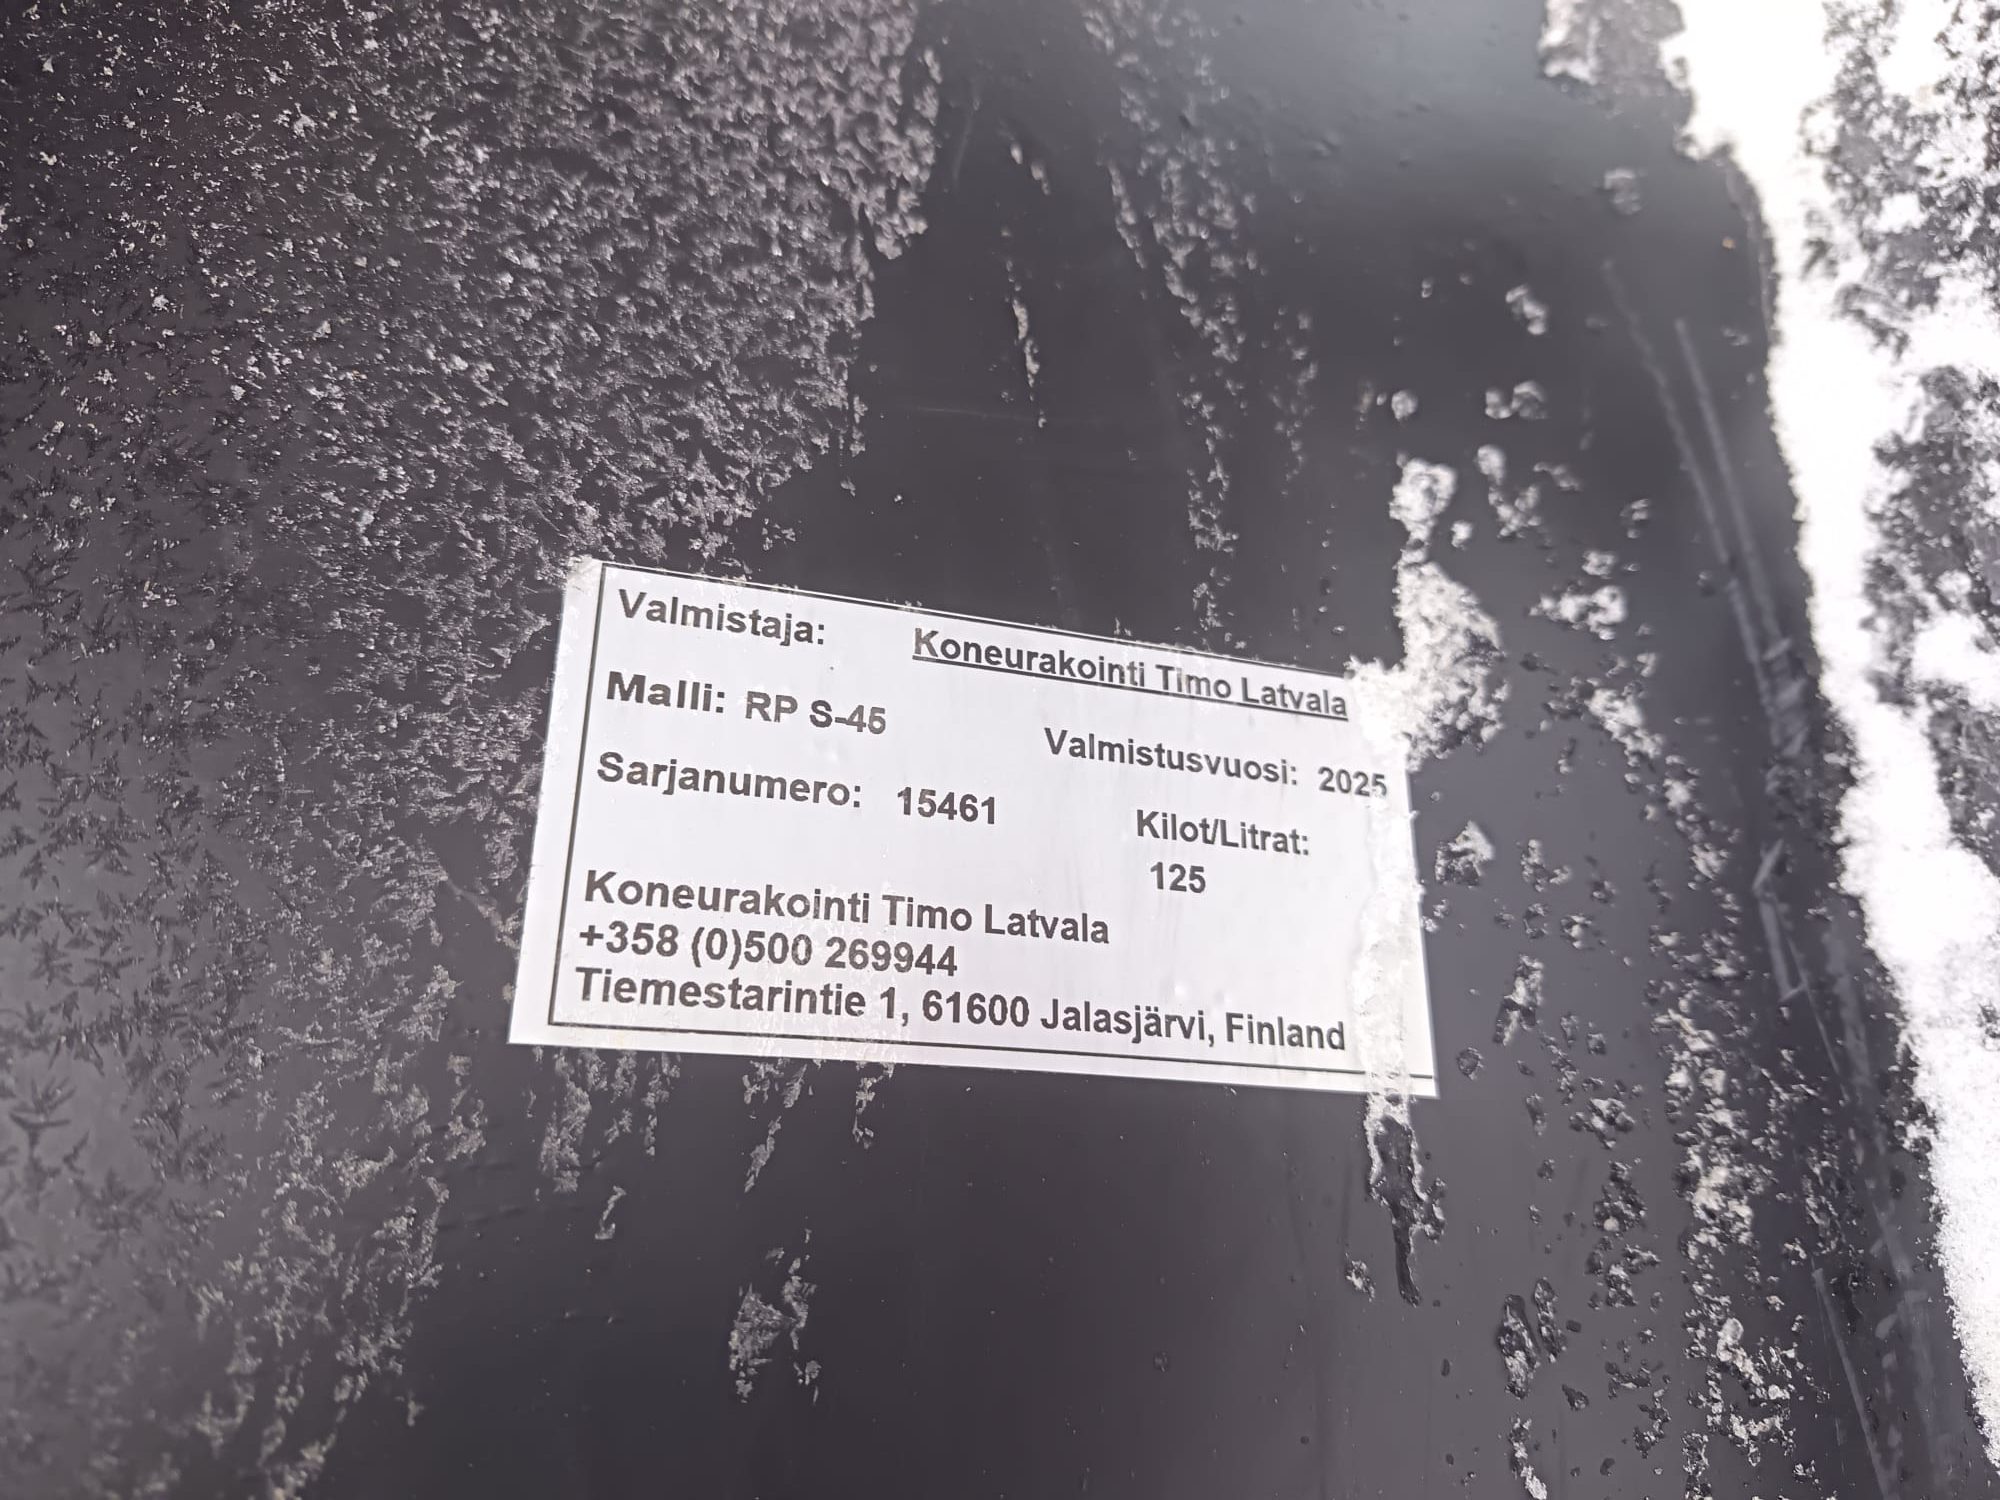 Valmistaja: Koneurakointi Timo Latvala
Malli: RP S-45
Valmistusvuosi: 2025
Sarjanumero: 15461
Kilot/Litrat:
125
Koneurakointi Timo Latvala
+358 (0)500 269944
Tiemestarintie 1, 61600 Jalasjärvi, Finland